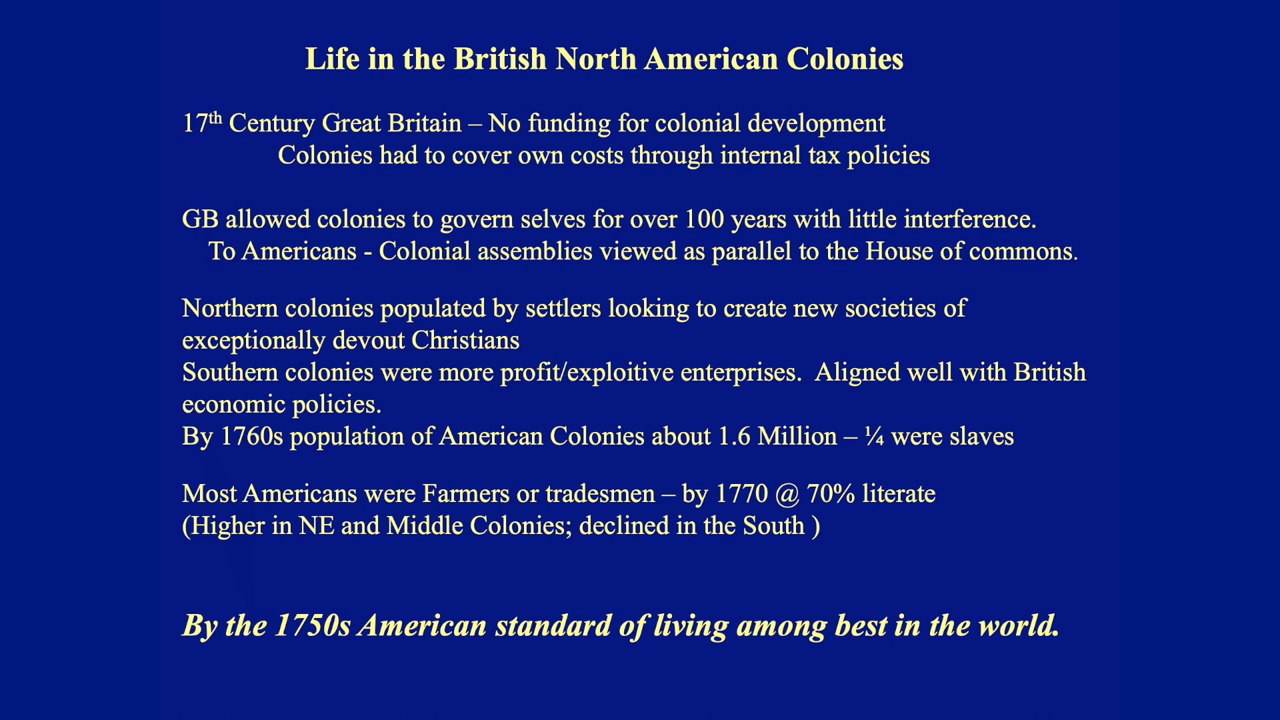 Life in the British North American Colonies
17th Century Great Britain – No funding for colonial development
Colonies had to cover own costs through internal tax policies
GB allowed colonies to govern selves for over 100 years with little interference.
To Americans - Colonial assemblies viewed as parallel to the House of commons.
Northern colonies populated by settlers looking to create new societies of
exceptionally devout Christians
Southern colonies were more profit/exploitive enterprises.  Aligned well with British
economic policies.
By 1760s population of American Colonies about 1.6 Million – ¼ were slaves
Most Americans were Farmers or tradesmen – by 1770 @ 70% literate
(Higher in NE and Middle Colonies; declined in the South )
By the 1750s American standard of living among best in the world.